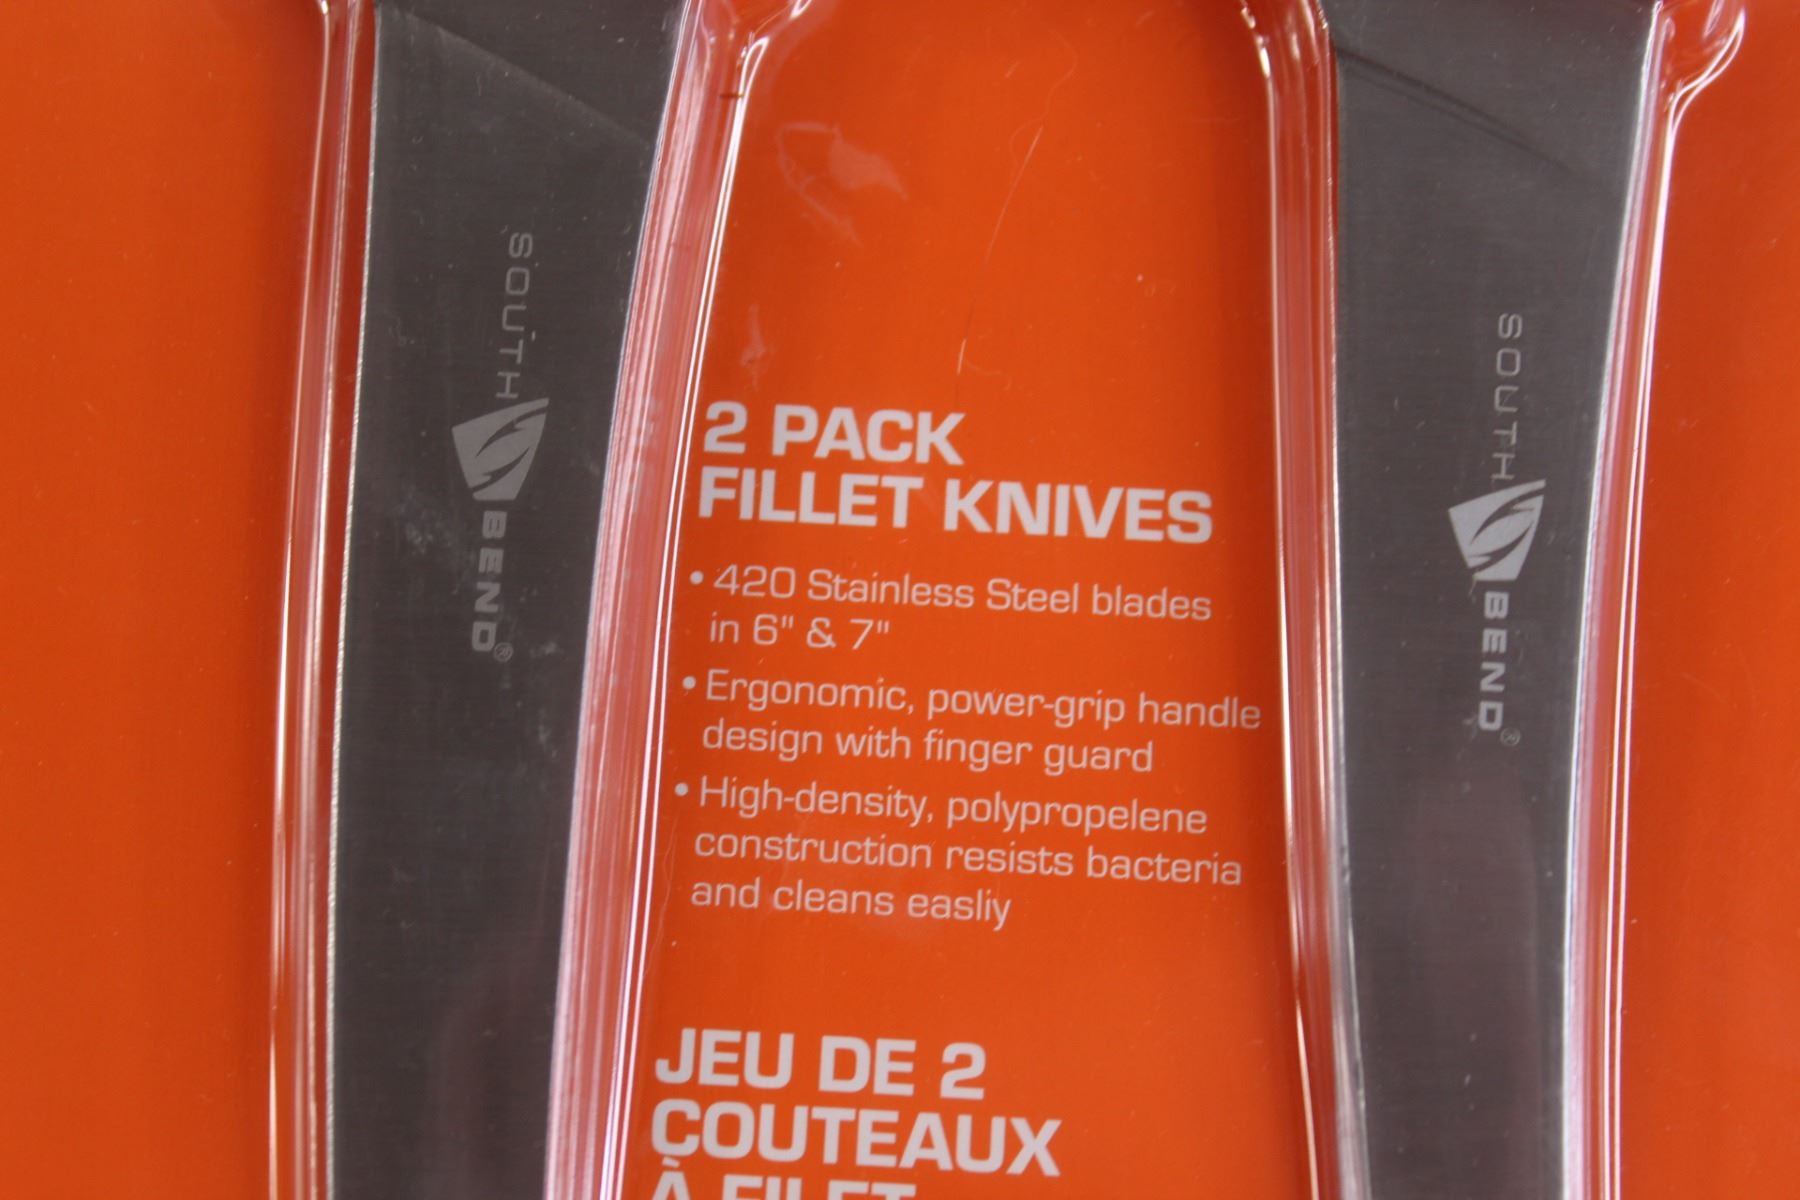 SOUTH BEND®
2 PACK
FILLET KNIVES
• 420 Stainless Steel blades
in 6" & 7"
• Ergonomic, power-grip handle
design with finger guard
• High-density, polypropelene
construction resists bacteria
and cleans easliy
JEU DE 2
COUTEAUX
À FILET
SOUTH BEND®